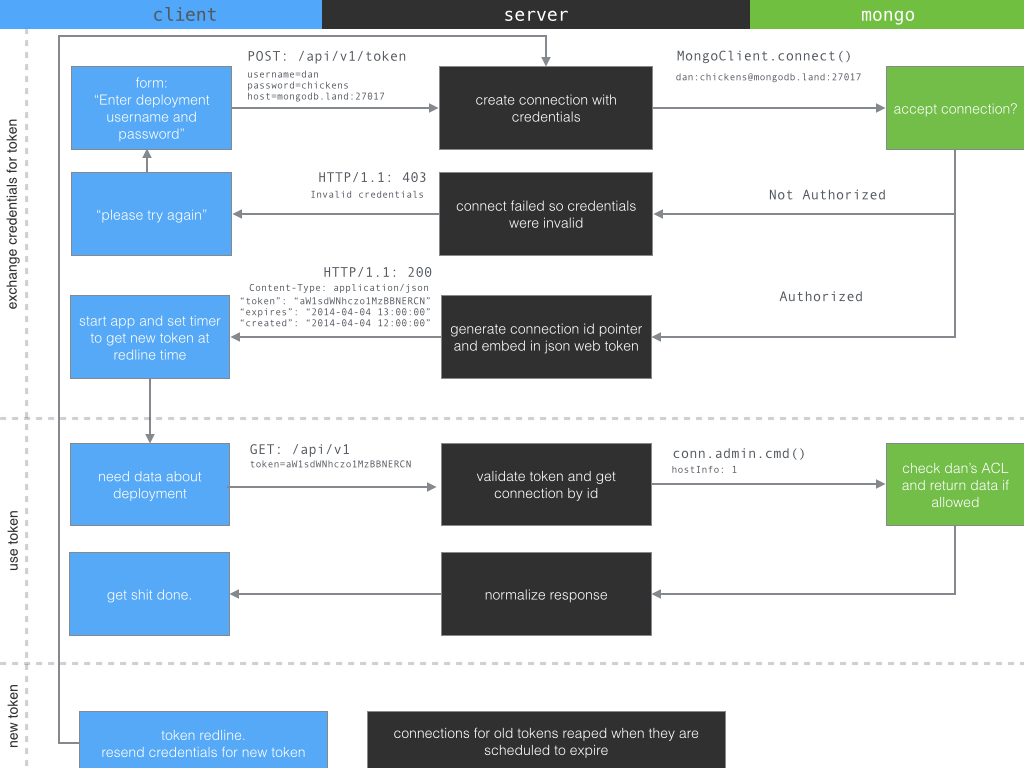 client
server
mongo
exchange credentials for token
form:
“Enter deployment
username and
password”
POST: /api/v1/token
username=dan
password=chickens
host=mongodb.land:27017
create connection with
credentials
MongoClient.connect()
dan:chickens@mongodb.land:27017
accept connection?
“please try again”
HTTP/1.1: 403
Invalid credentials
connect failed so credentials
were invalid
Not Authorized
start app and set timer
to get new token at
redline time
HTTP/1.1: 200
Content-Type: application/json
“token”: “aW1sdWNhczo1MzBBNERCN”
“expires”: “2014-04-04 13:00:00”
“created”: “2014-04-04 12:00:00”
generate connection id pointer
and embed in json web token
Authorized
use token
need data about
deployment
GET: /api/v1
token=aW1sdWNhczo1MzBBNERCN
validate token and get
connection by id
conn.admin.cmd()
hostInfo: 1
check dan’s ACL
and return data if
allowed
get shit done.
normalize response
new token
token redline.
resend credentials for new token
connections for old tokens reaped when they are
scheduled to expire